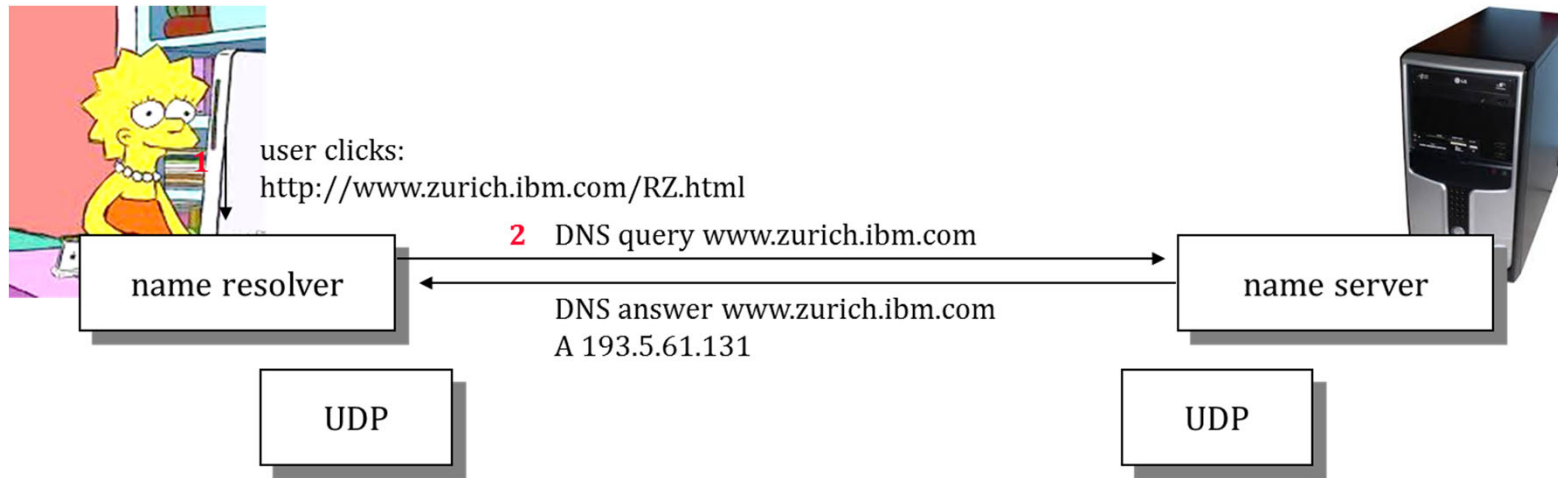 1
user clicks:
http://www.zurich.ibm.com/RZ.html
2 DNS query www.zurich.ibm.com
name resolver
name server
DNS answer www.zurich.ibm.com
A 193.5.61.131
UDP
UDP
LG